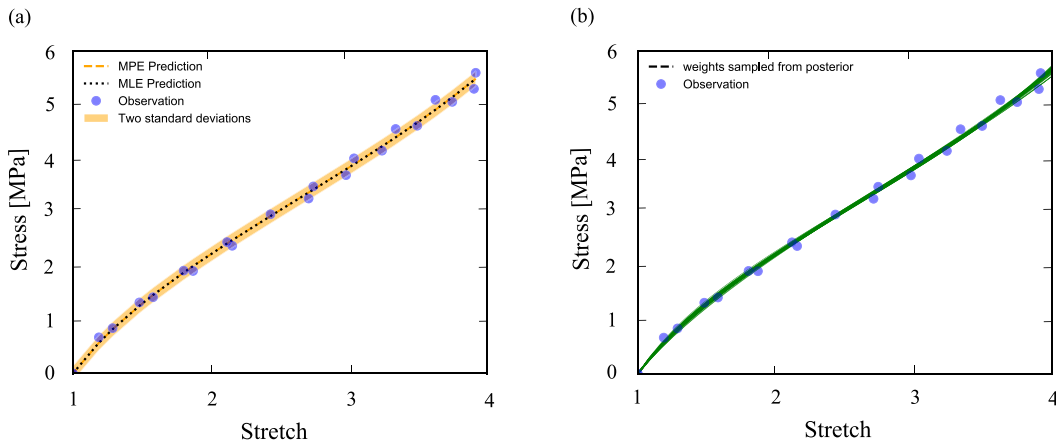 (a)
6
5
4
3
2
1
0
Stress [MPa]
MPE Prediction
MLE Prediction
Observation
Two standard deviations
1
2
3
4
Stretch
(b)
6
5
4
3
2
1
0
Stress [MPa]
weights sampled from posterior
Observation
1
2
3
4
Stretch